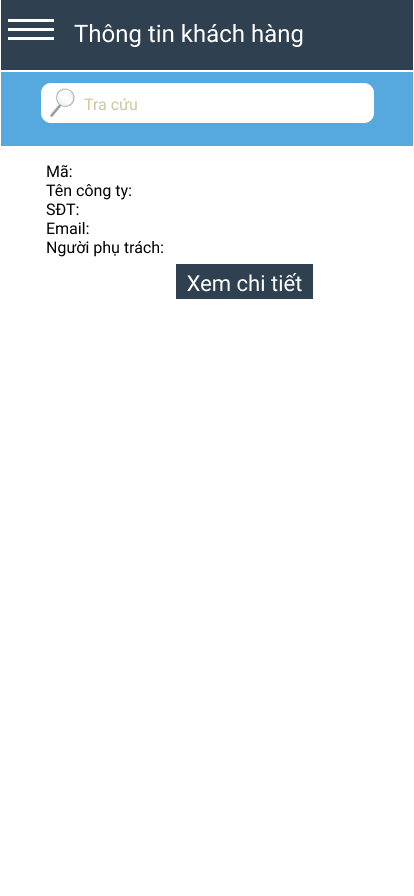 Thông tin khách hàng
Tra cứu
Mã:
Tên công ty:
SĐT:
Email:
Người phụ trách:
Xem chi tiết